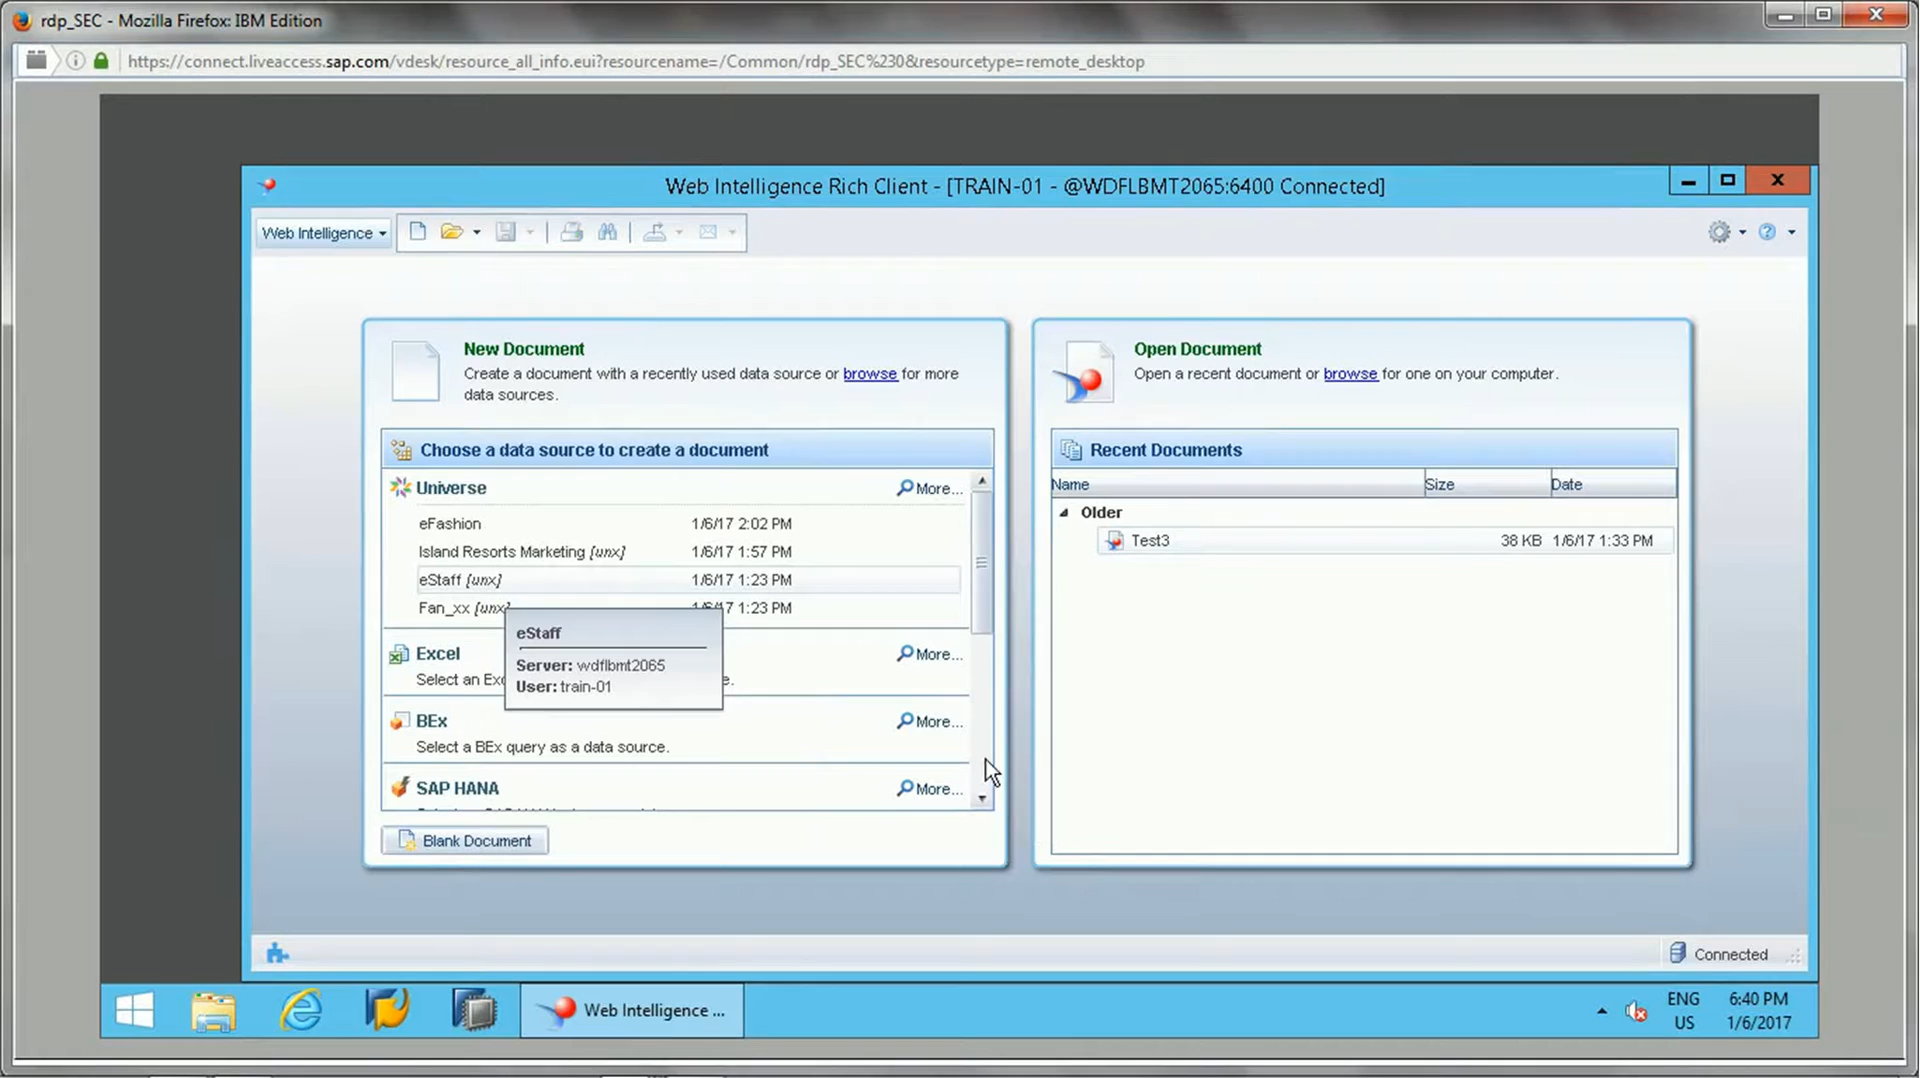 rdp_SEC - Mozilla Firefox: IBM Edition
https://connect.liveaccess.sap.com/vdesk/resource_all_info.eui?resourcename=/Common/rdp_SEC%230&resourcetype=remote_desktop
Web Intelligence Rich Client - [TRAIN-01 - @WDFLBMT2065:6400 Connected]
Web Intelligence
New Document
Create a document with a recently used data source or browse for more
data sources.
Choose a data source to create a document
Universe More...
eFashion 1/6/17 2:02 PM
Island Resorts Marketing [unx] 1/6/17 1:57 PM
eStaff [unx] 1/6/17 1:23 PM
Fan_xx [unx] 1/6/17 1:23 PM
eStaff
Server: wdflbmt2065
User: train-01
Excel More...
Select an
BEx More...
Select a BEx query as a data source.
SAP HANA More...
Blank Document
Open Document
Open a recent document or browse for one on your computer.
Recent Documents
Name Size Date
Older
Test3 38 KB 1/6/17 1:33 PM
Connected
Web Intelligence ...
ENG
US
6:40 PM
1/6/2017